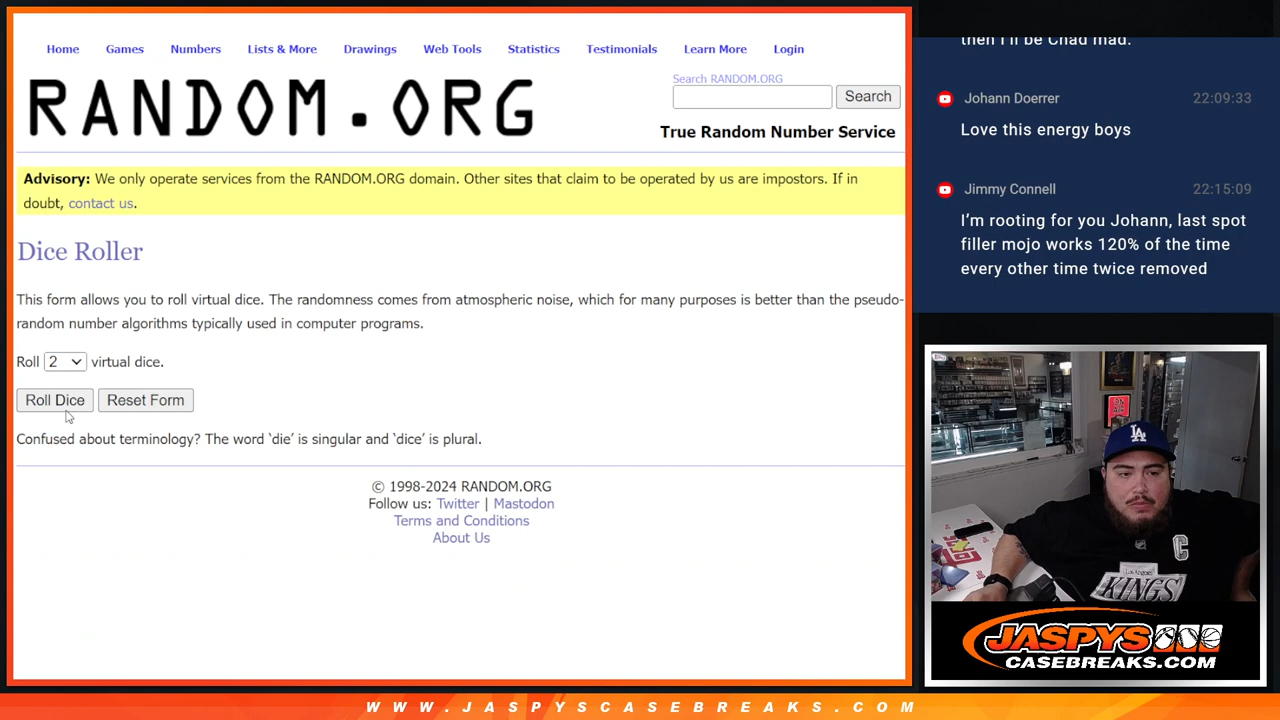 Home Games Numbers Lists & More Drawings Web Tools Statistics Testimonials Learn More Login
RANDOM.ORG
Search RANDOM.ORG
Search
True Random Number Service
Advisory: We only operate services from the RANDOM.ORG domain. Other sites that claim to be operated by us are impostors. If in
doubt, contact us.
Dice Roller
This form allows you to roll virtual dice. The randomness comes from atmospheric noise, which for many purposes is better than the pseudo-
random number algorithms typically used in computer programs.
Roll 2 virtual dice.
Roll Dice Reset Form
Confused about terminology? The word 'die' is singular and 'dice' is plural.
© 1998-2024 RANDOM.ORG
Follow us: Twitter | Mastodon
Terms and Conditions
About Us
then I'll be Chad mad.
Johann Doerrer 22:09:33
Love this energy boys
Jimmy Connell 22:15:09
I'm rooting for you Johann, last spot
filler mojo works 120% of the time
every other time twice removed
LA
C
Los Angeles
KINGS
JASPYS
CASEBREAKS.COM
WWW.JASPYSCASEBREAKS.COM